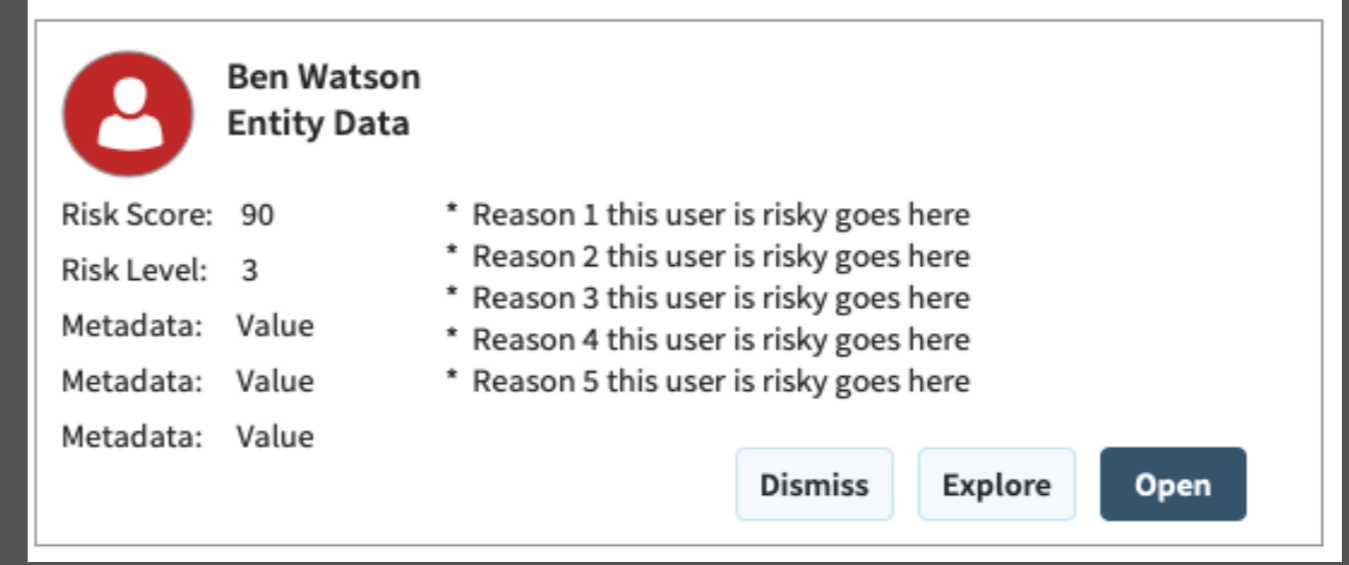 Ben Watson
Entity Data
Risk Score: 90
Risk Level: 3
Metadata: Value
Metadata: Value
Metadata: Value
* Reason 1 this user is risky goes here
* Reason 2 this user is risky goes here
* Reason 3 this user is risky goes here
* Reason 4 this user is risky goes here
* Reason 5 this user is risky goes here
Dismiss Explore Open